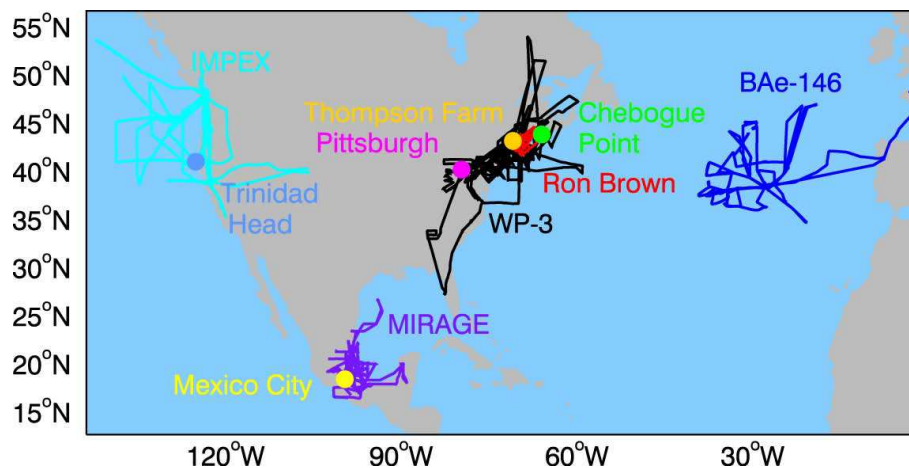 55°N
50°N
45°N
40°N
35°N
30°N
25°N
20°N
15°N
IMPEX
BAe-146
Thompson Farm
Chebogue
Pittsburgh
Point
Trinidad
Head
Ron Brown
WP-3
MIRAGE
Mexico City
120°W
90°W
60°W
30°W